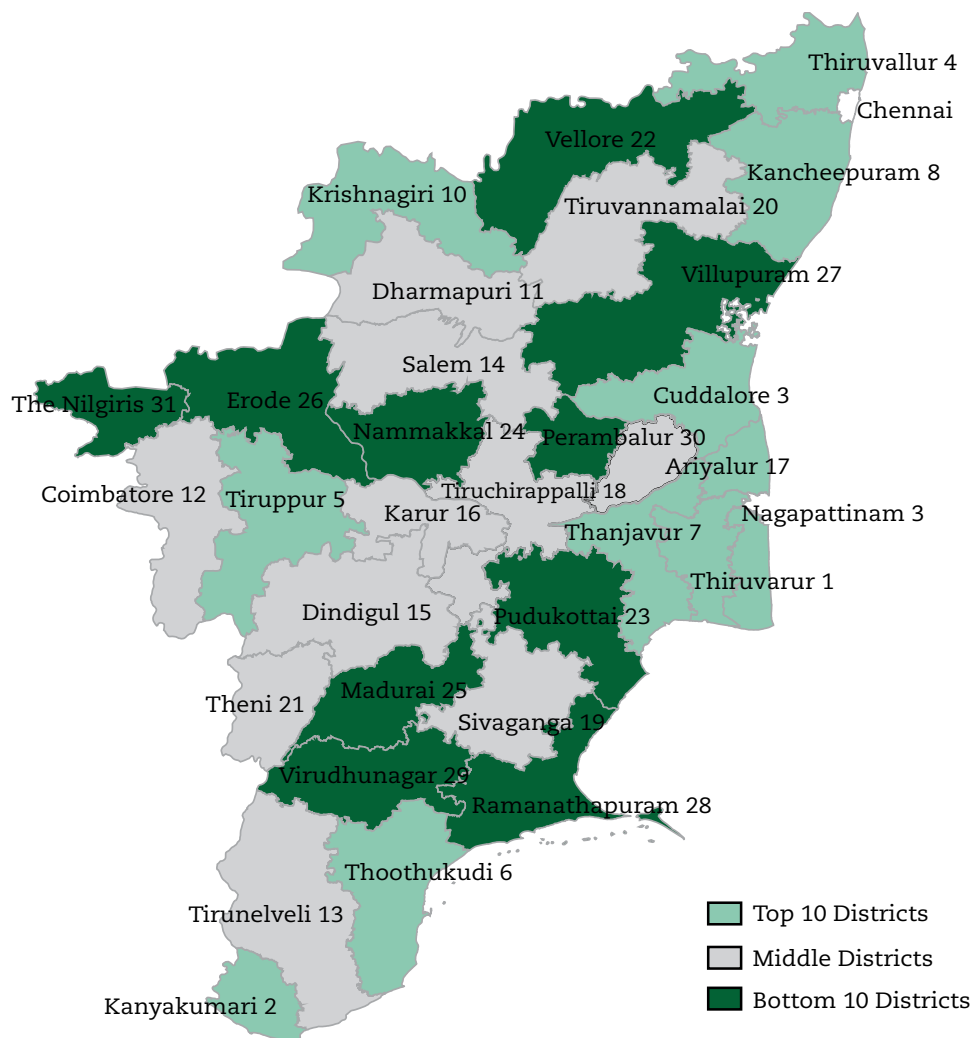 Thiruvallur 4
Chennai
Vellore 22
Kancheepuram 8
Krishnagiri 10
Tiruvannamalai 20
Villupuram 27
Dharmapuri 11
Salem 14
Cuddalore 3
The Nilgiris 31
Erode 26
Nammakkal 24
Perambalur 30
Ariyalur 17
Coimbatore 12
Tiruppur 5
Tiruchirappalli 18
Karur 16
Nagapattinam 3
Thanjavur 7
Thiruvarur 1
Dindigul 15
Pudukottai 23
Theni 21
Madurai 25
Sivaganga 19
Virudhunagar 29
Ramanathapuram 28
Thoothukudi 6
Tirunelveli 13
Kanyakumari 2
Top 10 Districts
Middle Districts
Bottom 10 Districts